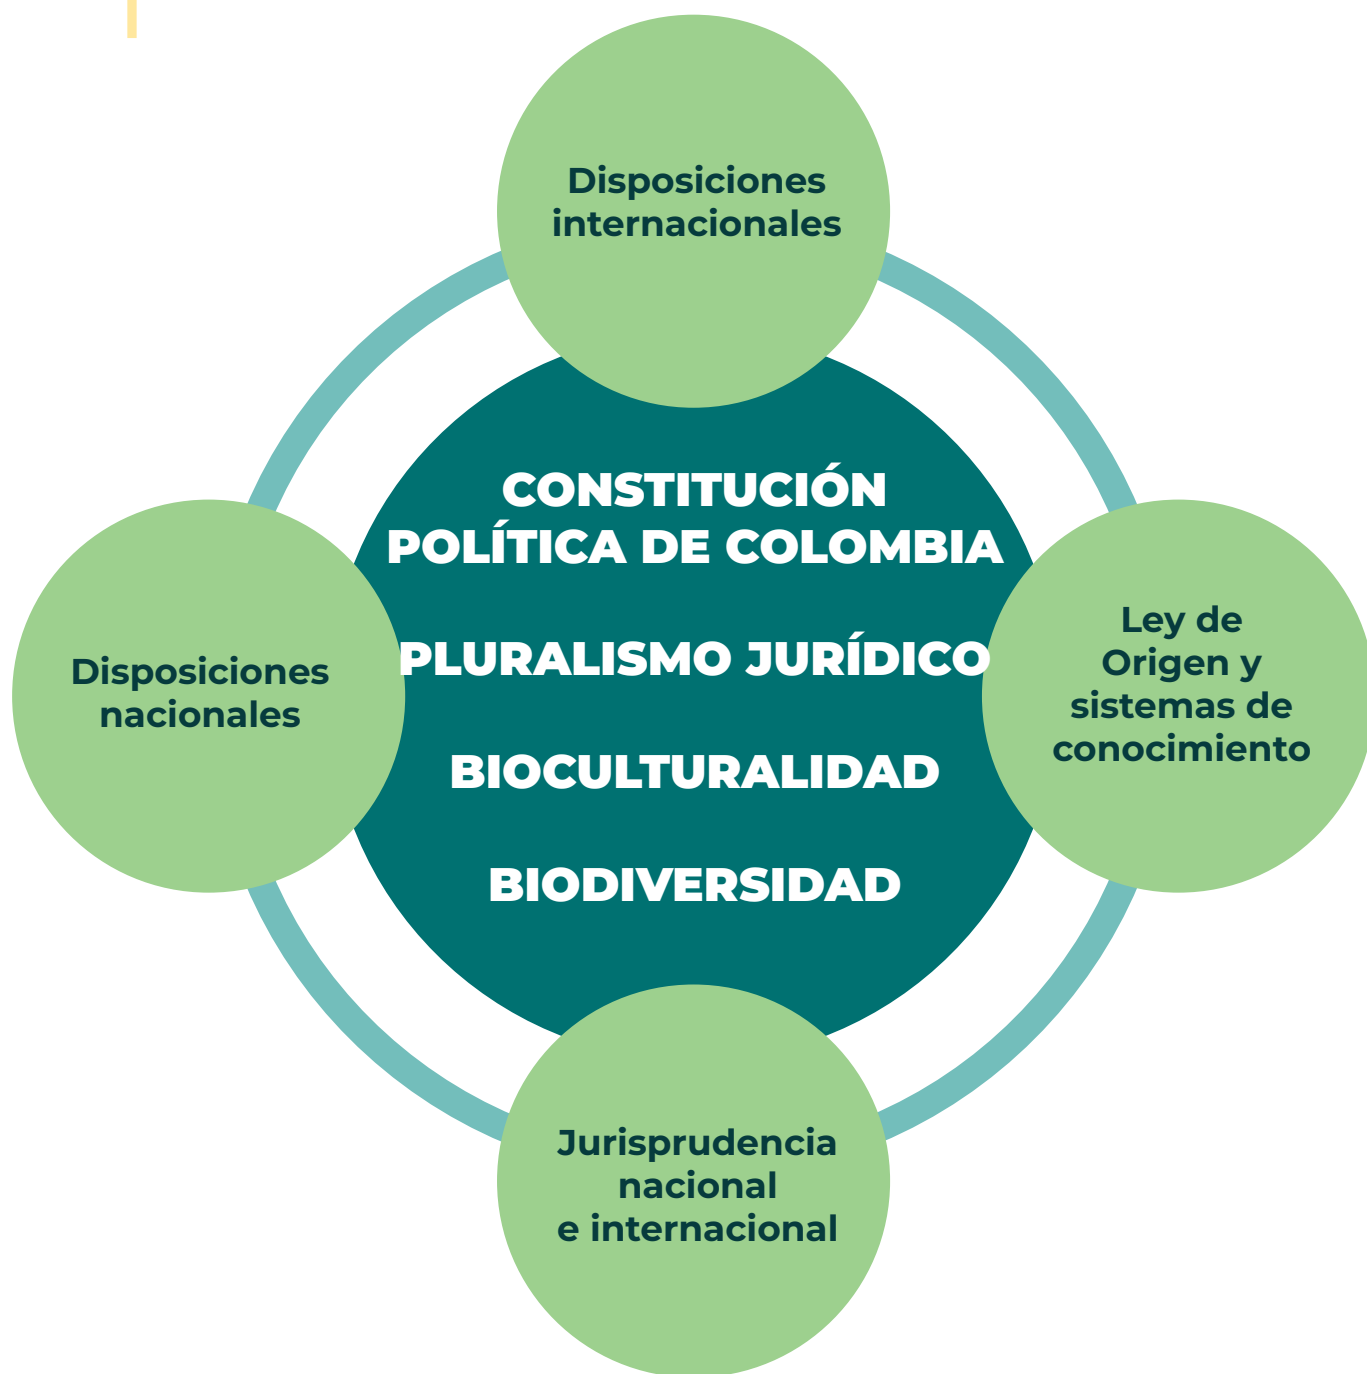 Disposiciones
internacionales
CONSTITUCIÓN
POLÍTICA DE COLOMBIA
PLURALISMO JURÍDICO
BIOCULTURALIDAD
BIODIVERSIDAD
Disposiciones
nacionales
Ley de
Origen y
sistemas de
conocimiento
Jurisprudencia
nacional
e internacional